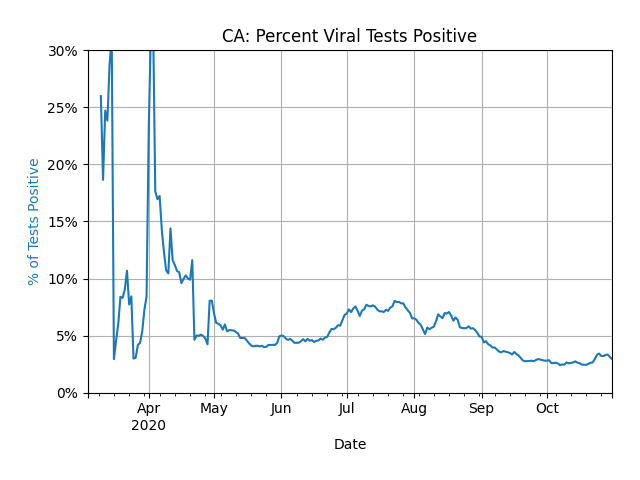 CA: Percent Viral Tests Positive
30%
25%
20%
15%
10%
5%
0%
% of Tests Positive
Apr
2020
May
Jun
Jul
Aug
Sep
Oct
Date